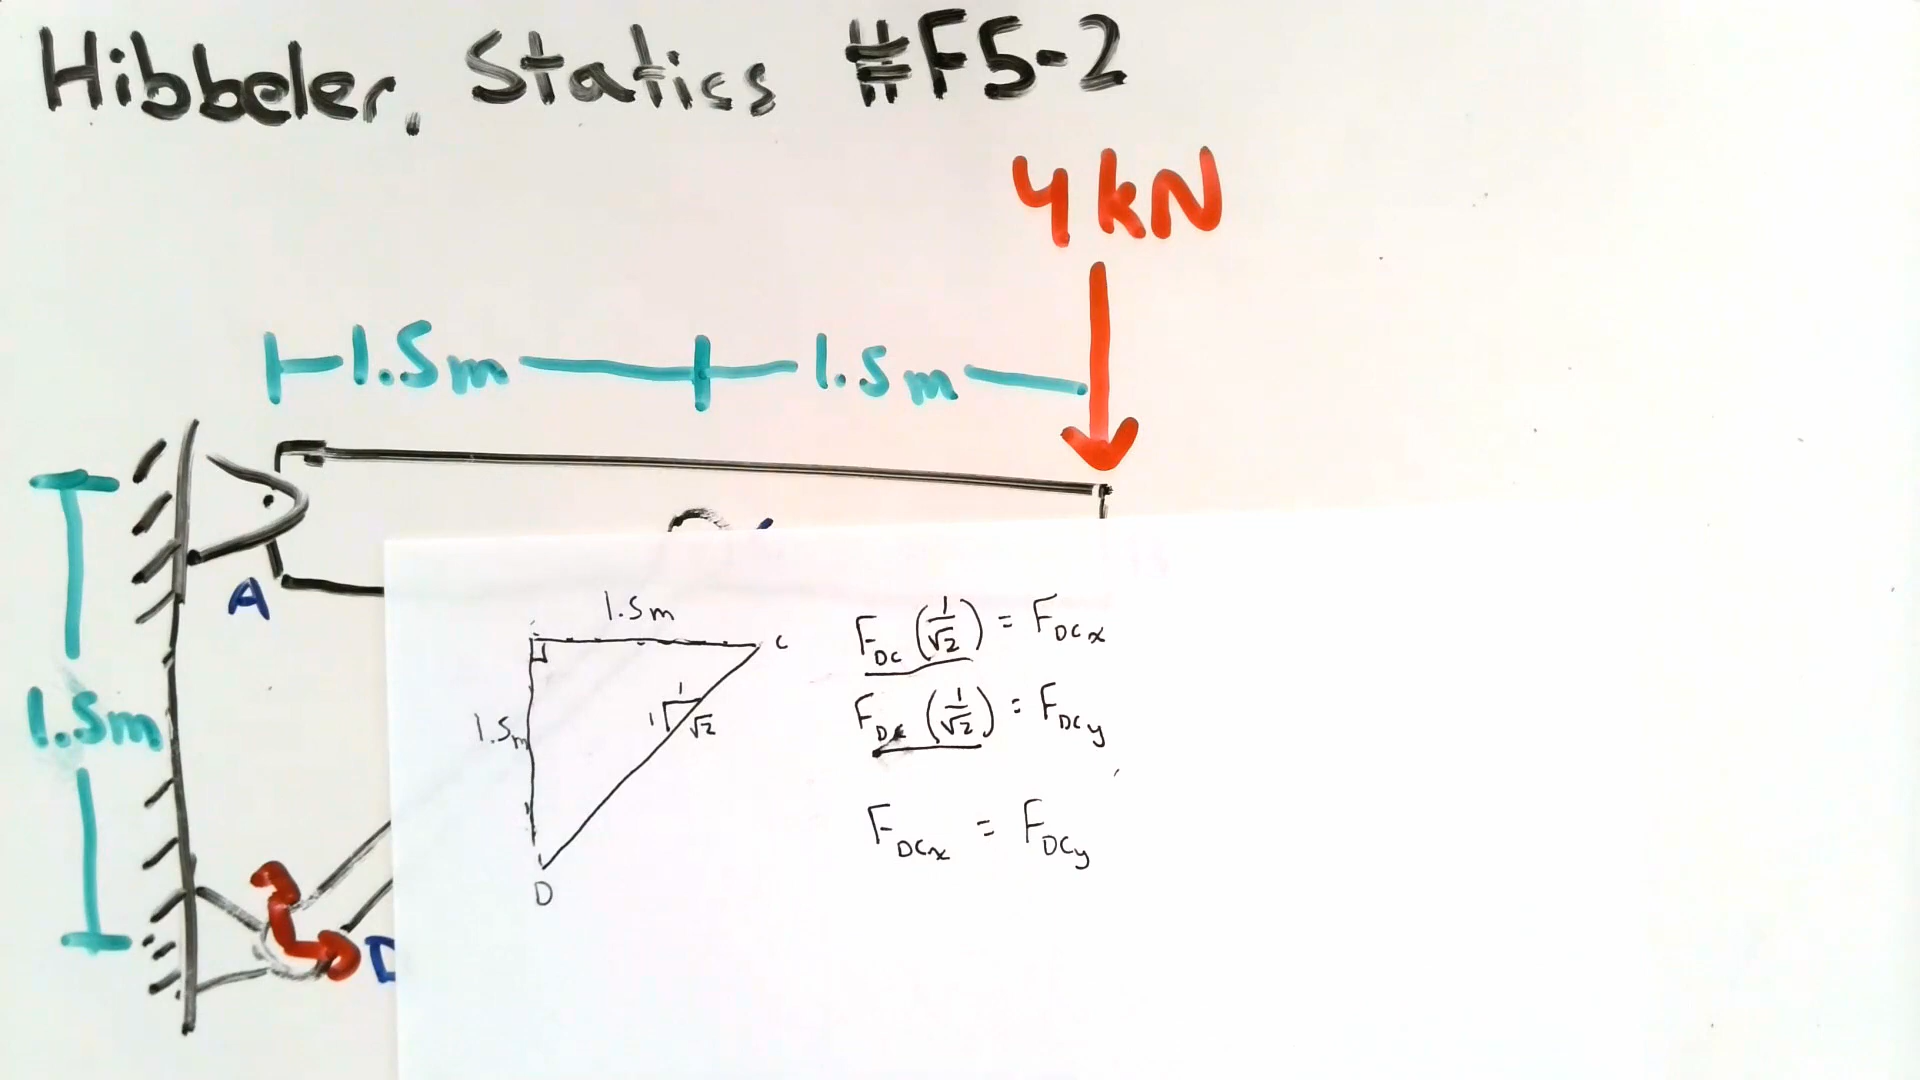 Hibbeler, Statics #F5-2
4 kN
1.5m 1.5m
A
1.5m
D
1.5m
C
1.5m
1
1 √2
D
F_DC (1/√2) = F_DCx
F_DC (1/√2) = F_DCy
F_DCx = F_DCy